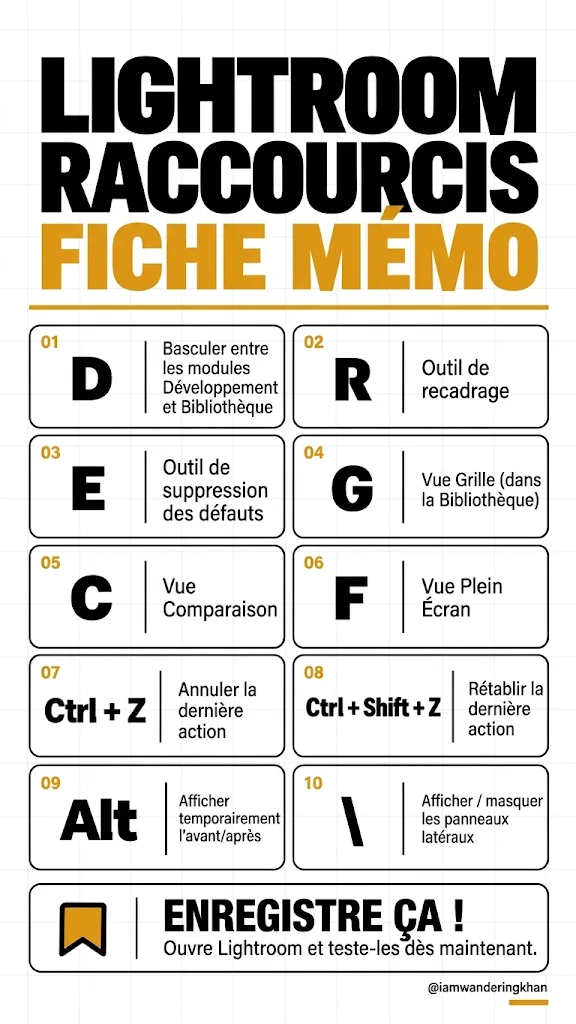 LIGHTROOM
RACCOURCIS
FICHE MÉMO
01
D
Basculer entre
les modules
Développement
et Bibliothèque
02
R
Outil de
recadrage
03
E
Outil de
suppression
des défauts
04
G
Vue Grille (dans
la Bibliothèque)
05
C
Vue
Comparaison
06
F
Vue Plein
Écran
07
Ctrl + Z
Annuler la
dernière
action
08
Ctrl + Shift + Z
Rétablir la
dernière
action
09
Alt
Afficher
temporairement
l'avant/après
10
\
Afficher / masquer
les panneaux
latéraux
ENREGISTRE ÇA !
Ouvre Lightroom et teste-les dès maintenant.
@iamwanderingkhan